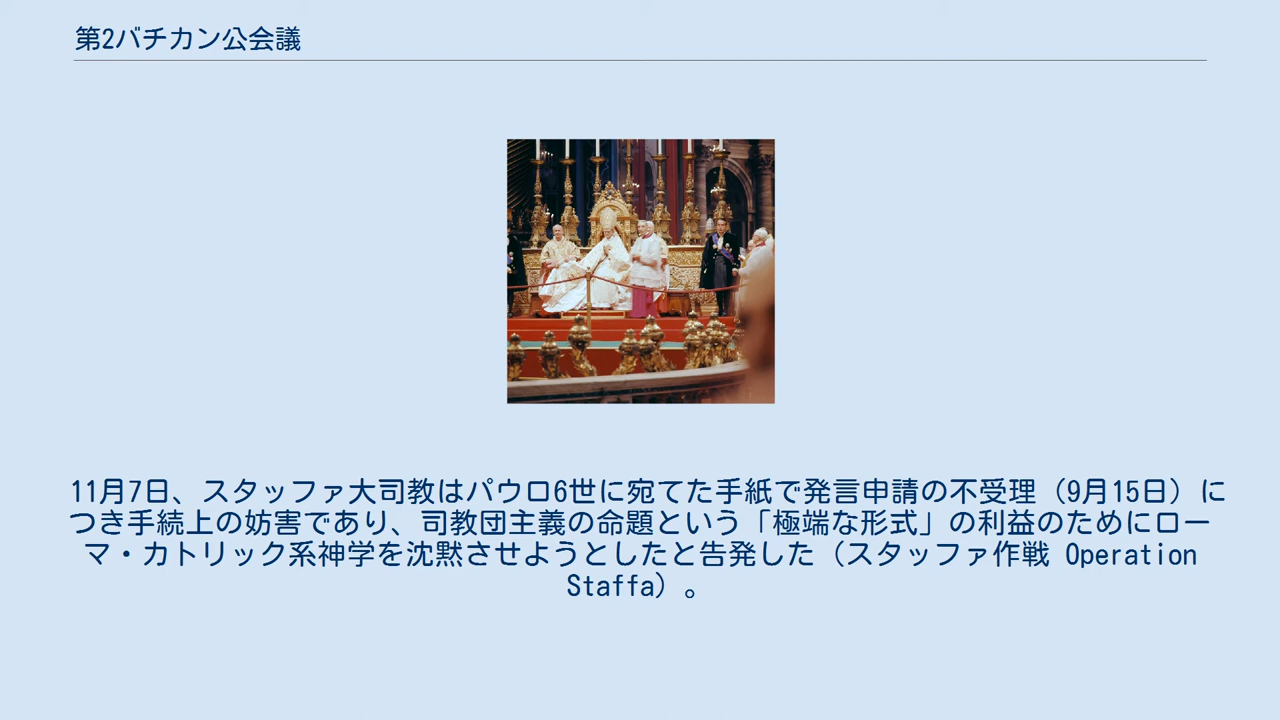 第2バチカン公会議
11月7日、スタッファ大司教はパウロ6世に宛てた手紙で発言申請の不受理（9月15日）に
つき手続上の妨害であり、司教団主義の命題という「極端な形式」の利益のためにロー
マ・カトリック系神学を沈黙させようとしたと告発した（スタッファ作戦 Operation
Staffa）。